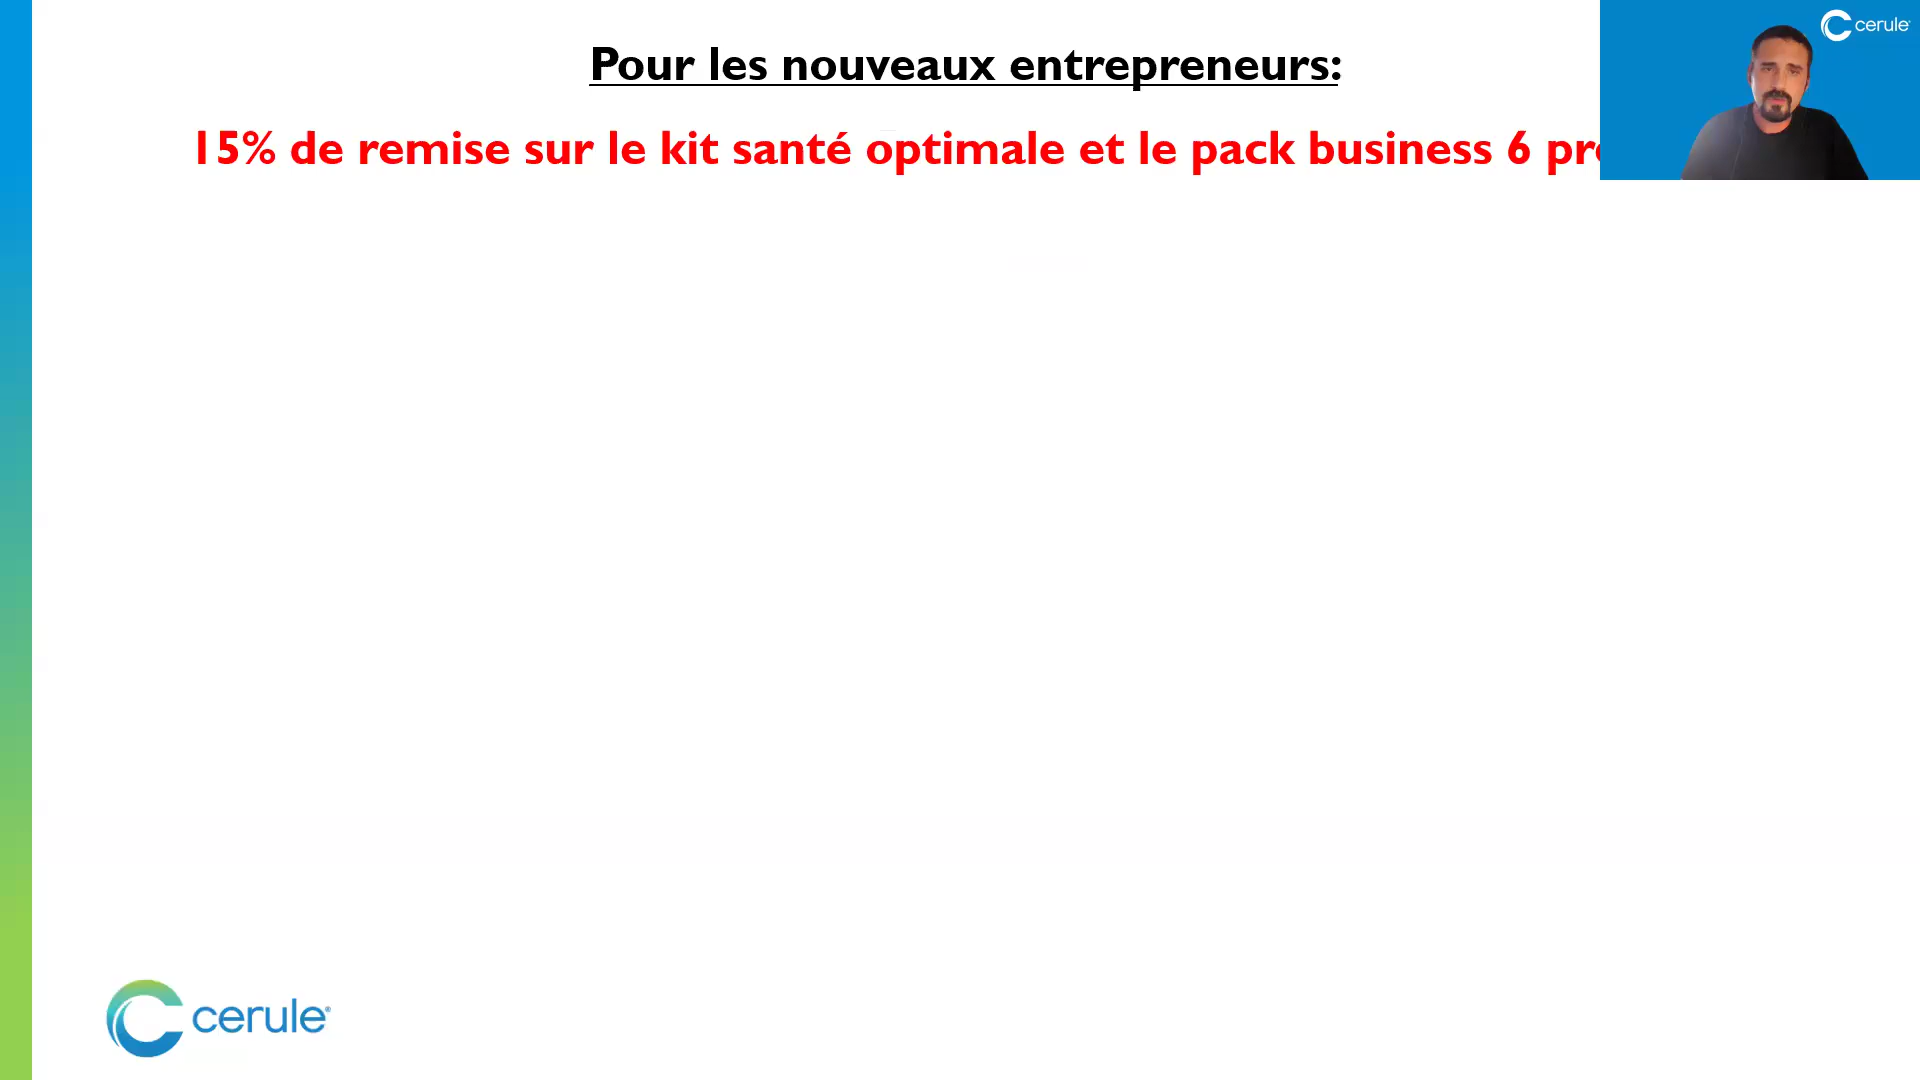 Pour les nouveaux entrepreneurs:
15% de remise sur le kit santé optimale et le pack business 6
cerule
cerule